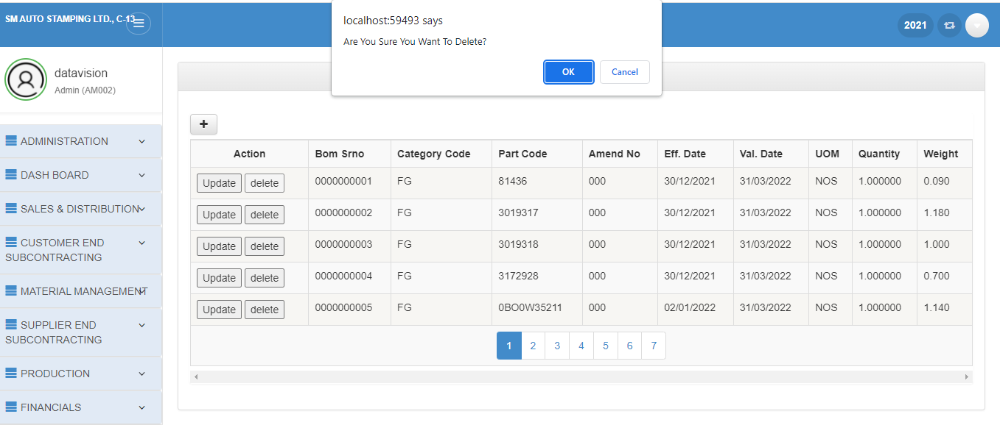 SM AUTO STAMPING LTD., C-13
localhost:59493 says
Are You Sure You Want To Delete?
OK Cancel
2021
datavision
Admin (AM002)
ADMINISTRATION
DASH BOARD
SALES & DISTRIBUTION
CUSTOMER END
SUBCONTRACTING
MATERIAL MANAGEMENT
SUPPLIER END
SUBCONTRACTING
PRODUCTION
FINANCIALS
+
Action Bom Srno Category Code Part Code Amend No Eff. Date Val. Date UOM Quantity Weight
Update delete 0000000001 FG 81436 000 30/12/2021 31/03/2022 NOS 1.000000 0.090
Update delete 0000000002 FG 3019317 000 30/12/2021 31/03/2022 NOS 1.000000 1.180
Update delete 0000000003 FG 3019318 000 30/12/2021 31/03/2022 NOS 1.000000 1.000
Update delete 0000000004 FG 3172928 000 30/12/2021 31/03/2022 NOS 1.000000 0.700
Update delete 0000000005 FG 0BO0W35211 000 02/01/2022 31/03/2022 NOS 1.000000 1.140
1 2 3 4 5 6 7